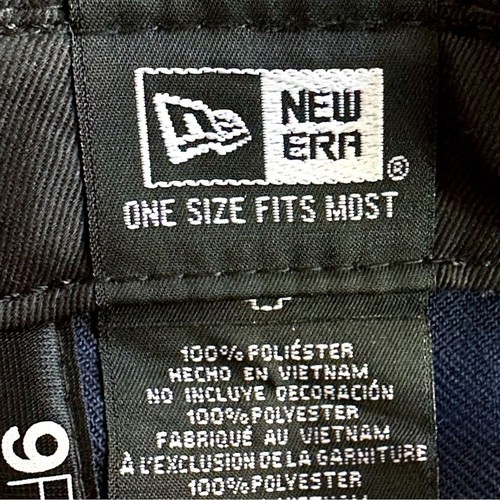 NEW
ERA
®
ONE SIZE FITS MOST
100% POLIÉSTER
HECHO EN VIETNAM
NO INCLUYE DECORACIÓN
100% POLYESTER
FABRIQUÉ AU VIETNAM
À L'EXCLUSION DE LA GARNITURE
100% POLYESTER
9F